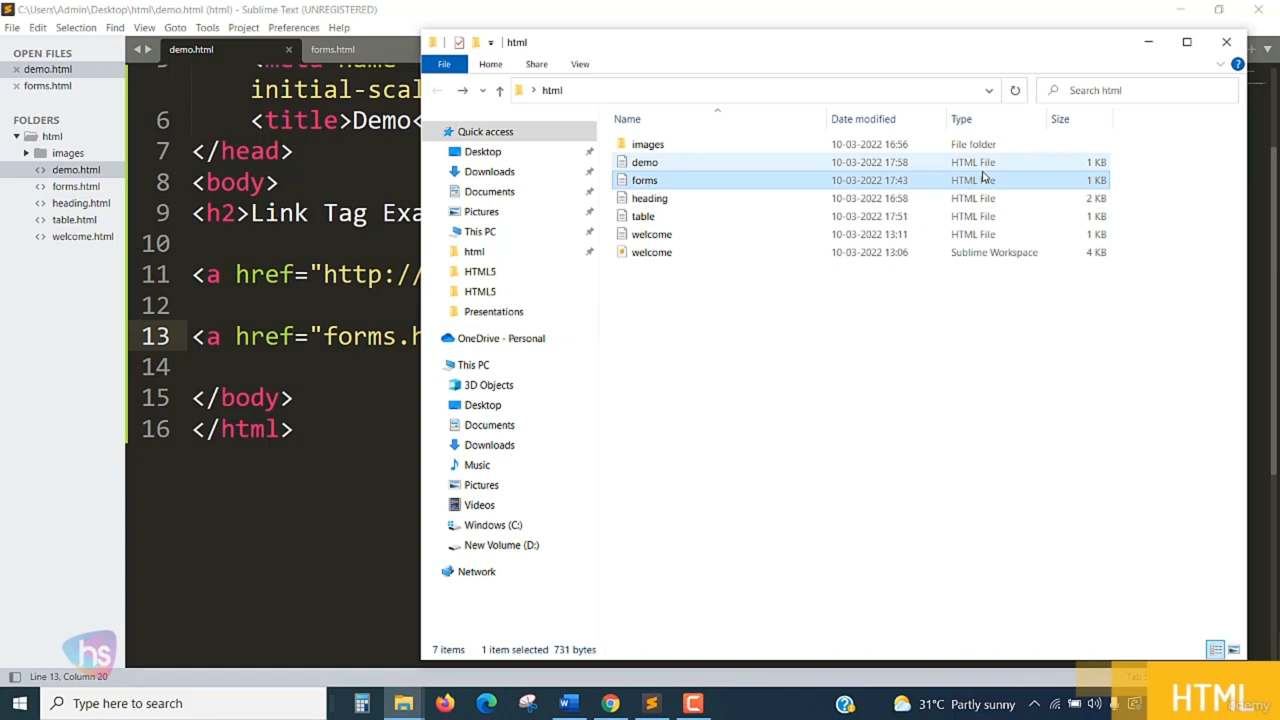 C:\Users\Admin\Desktop\html\demo.html (html) - Sublime Text (UNREGISTERED)
File Edit Selection Find View Goto Tools Project Preferences Help
OPEN FILES
demo.html
forms.html
FOLDERS
html
images
demo.html
forms.html
heading.html
table.html
welcome.html
demo.html
forms.html
initial-scal
6 <title>Demo<
7 </head>
8 <body>
9 <h2>Link Tag Exa
10
11 <a href="http://
12
13 <a href="forms.h
14
15 </body>
16 </html>
html
File Home Share View
html
Search html
Name Date modified Type Size
images 10-03-2022 16:56 File folder
demo 10-03-2022 17:58 HTML File 1 KB
forms 10-03-2022 17:43 HTML File 1 KB
heading 10-03-2022 16:58 HTML File 2 KB
table 10-03-2022 17:51 HTML File 1 KB
welcome 10-03-2022 13:11 HTML File 1 KB
welcome 10-03-2022 13:06 Sublime Workspace 4 KB
Quick access
Desktop
Downloads
Documents
Pictures
This PC
html
HTML5
HTML5
Presentations
OneDrive - Personal
This PC
3D Objects
Desktop
Documents
Downloads
Music
Pictures
Videos
Windows (C:)
New Volume (D:)
Network
7 items 1 item selected 731 bytes
hs
Line 13, Column 20
Type here to search
31°C Partly sunny
HTML
Udemy